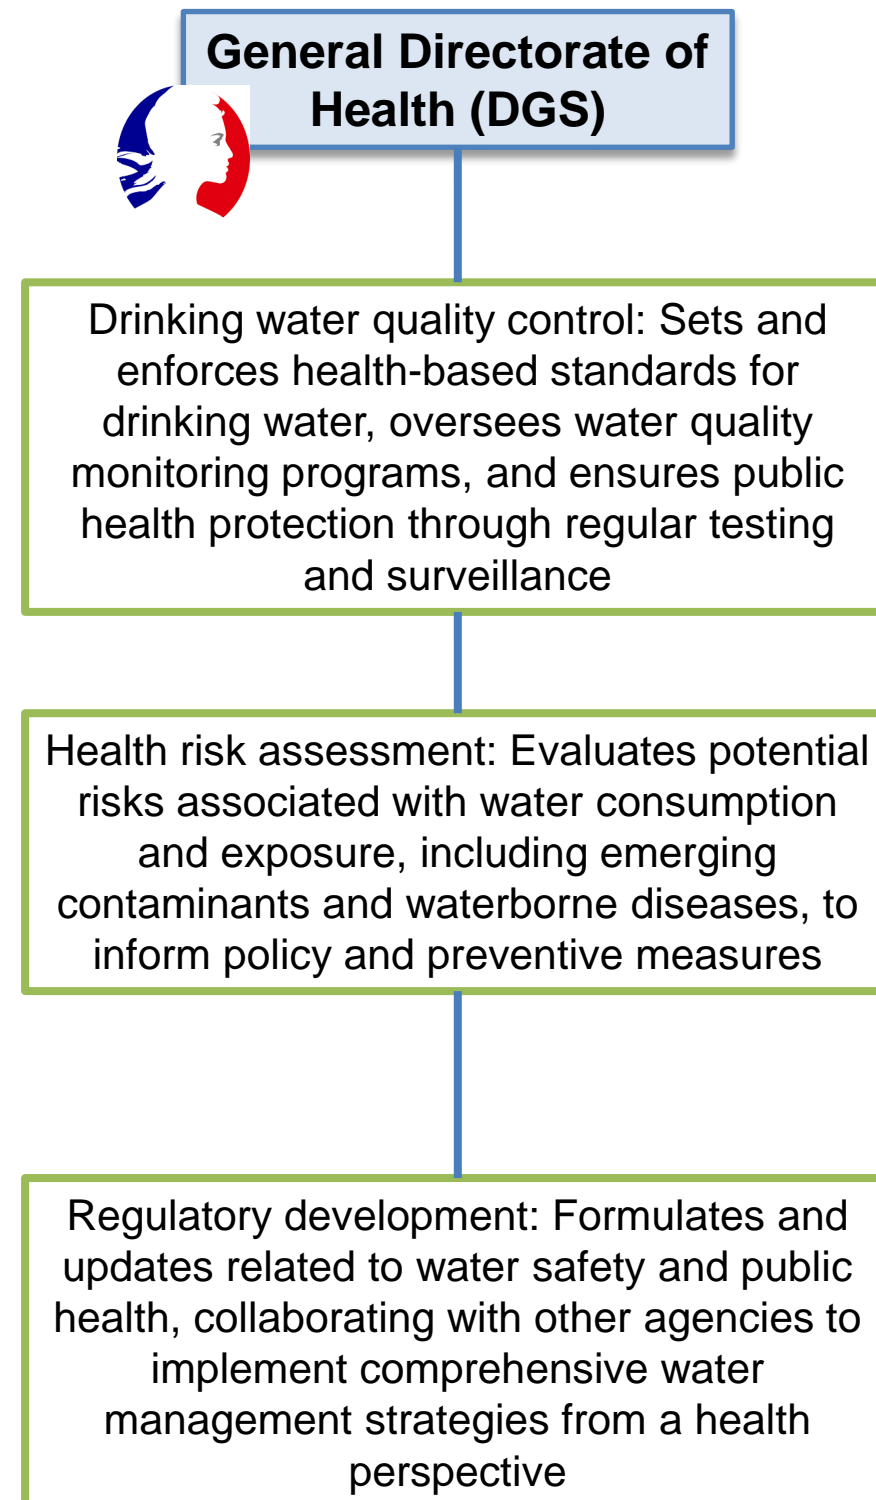 General Directorate of
Health (DGS)
Drinking water quality control: Sets and
enforces health-based standards for
drinking water, oversees water quality
monitoring programs, and ensures public
health protection through regular testing
and surveillance
Health risk assessment: Evaluates potential
risks associated with water consumption
and exposure, including emerging
contaminants and waterborne diseases, to
inform policy and preventive measures
Regulatory development: Formulates and
updates related to water safety and public
health, collaborating with other agencies to
implement comprehensive water
management strategies from a health
perspective